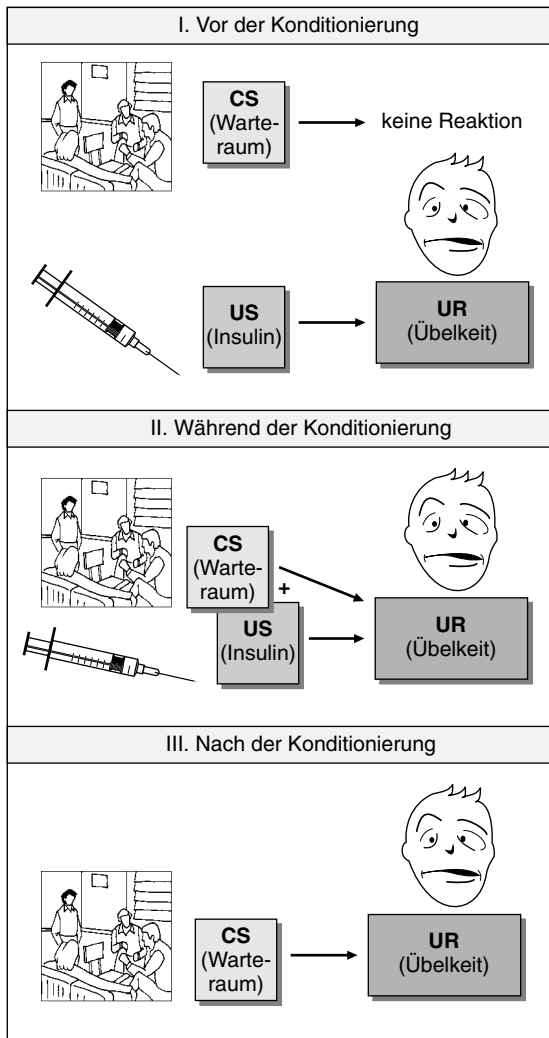 I. Vor der Konditionierung
CS
(Warte-
raum)
keine Reaktion
US
(Insulin)
UR
(Übelkeit)
II. Während der Konditionierung
CS
(Warte-
raum)
+
US
(Insulin)
UR
(Übelkeit)
III. Nach der Konditionierung
CS
(Warte-
raum)
UR
(Übelkeit)